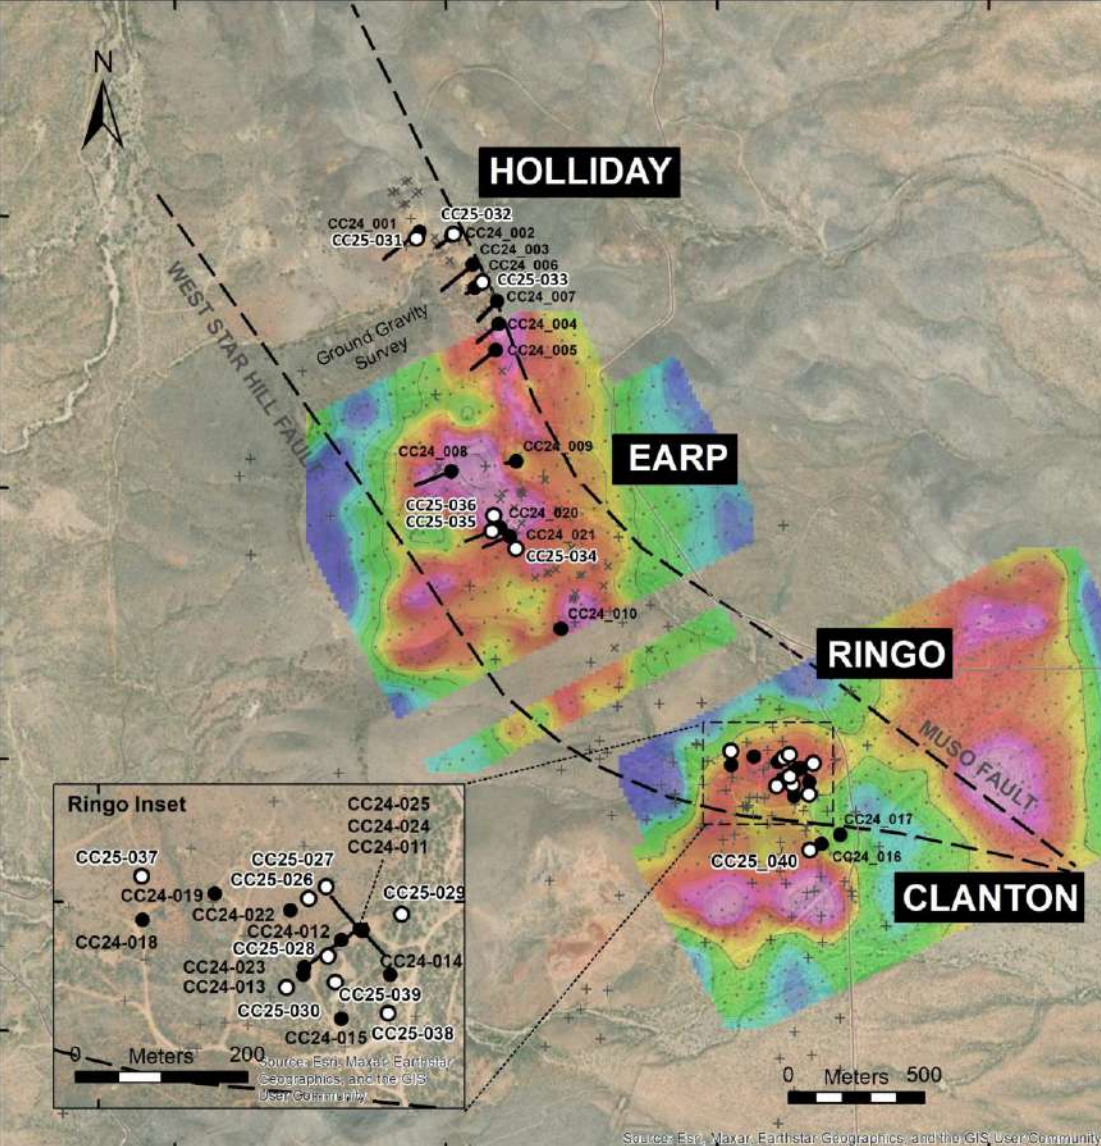 N
HOLLIDAY
CC25-032
CC24_001
CC24_002
CC25-031
CC24_003
CC24_006
CC25-033
CC24_007
WEST STAR HILL FAULT
Ground Gravity
Survey
CC24_004
CC24_005
EARP
CC24_009
CC24_008
CC25-036
CC24_020
CC25-035
CC24_021
CC25-034
CC24_010
RINGO
MUSO FAULT
CC24_017
CC24_016
CC25_040
CLANTON
Ringo Inset
CC24-025
CC24-024
CC24-011
CC25-037
CC25-027
CC25-026
CC24-019
CC25-029
CC24-022
CC24-012
CC24-018
CC25-028
CC24-014
CC24-023
CC24-013
CC25-039
CC25-030
CC24-015
CC25-038
0 Meters 200
Source: Esri, Maxar, Earthstar
Geographics, and the GIS
User Community
0 Meters 500
Source: Esri, Maxar, Earthstar Geographics, and the GIS User Community